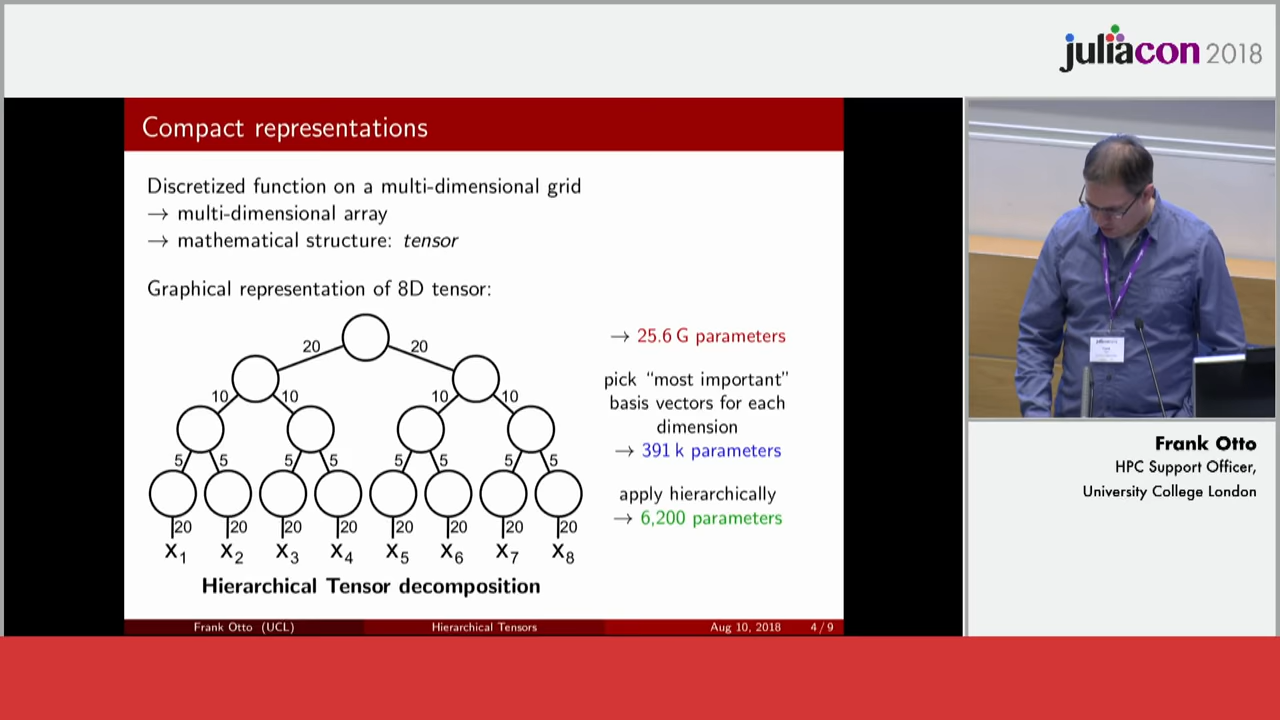 juliacon 2018
Compact representations
Discretized function on a multi-dimensional grid
→ multi-dimensional array
→ mathematical structure: tensor
Graphical representation of 8D tensor:
20 20
10 10 10 10
5 5 5 5 5 5 5 5
20 20 20 20 20 20 20 20
x1 x2 x3 x4 x5 x6 x7 x8
Hierarchical Tensor decomposition
→ 25.6 G parameters
pick “most important”
basis vectors for each
dimension
→ 391 k parameters
apply hierarchically
→ 6,200 parameters
Frank Otto (UCL) Hierarchical Tensors Aug 10, 2018 4 / 9
Frank Otto
HPC Support Officer,
University College London